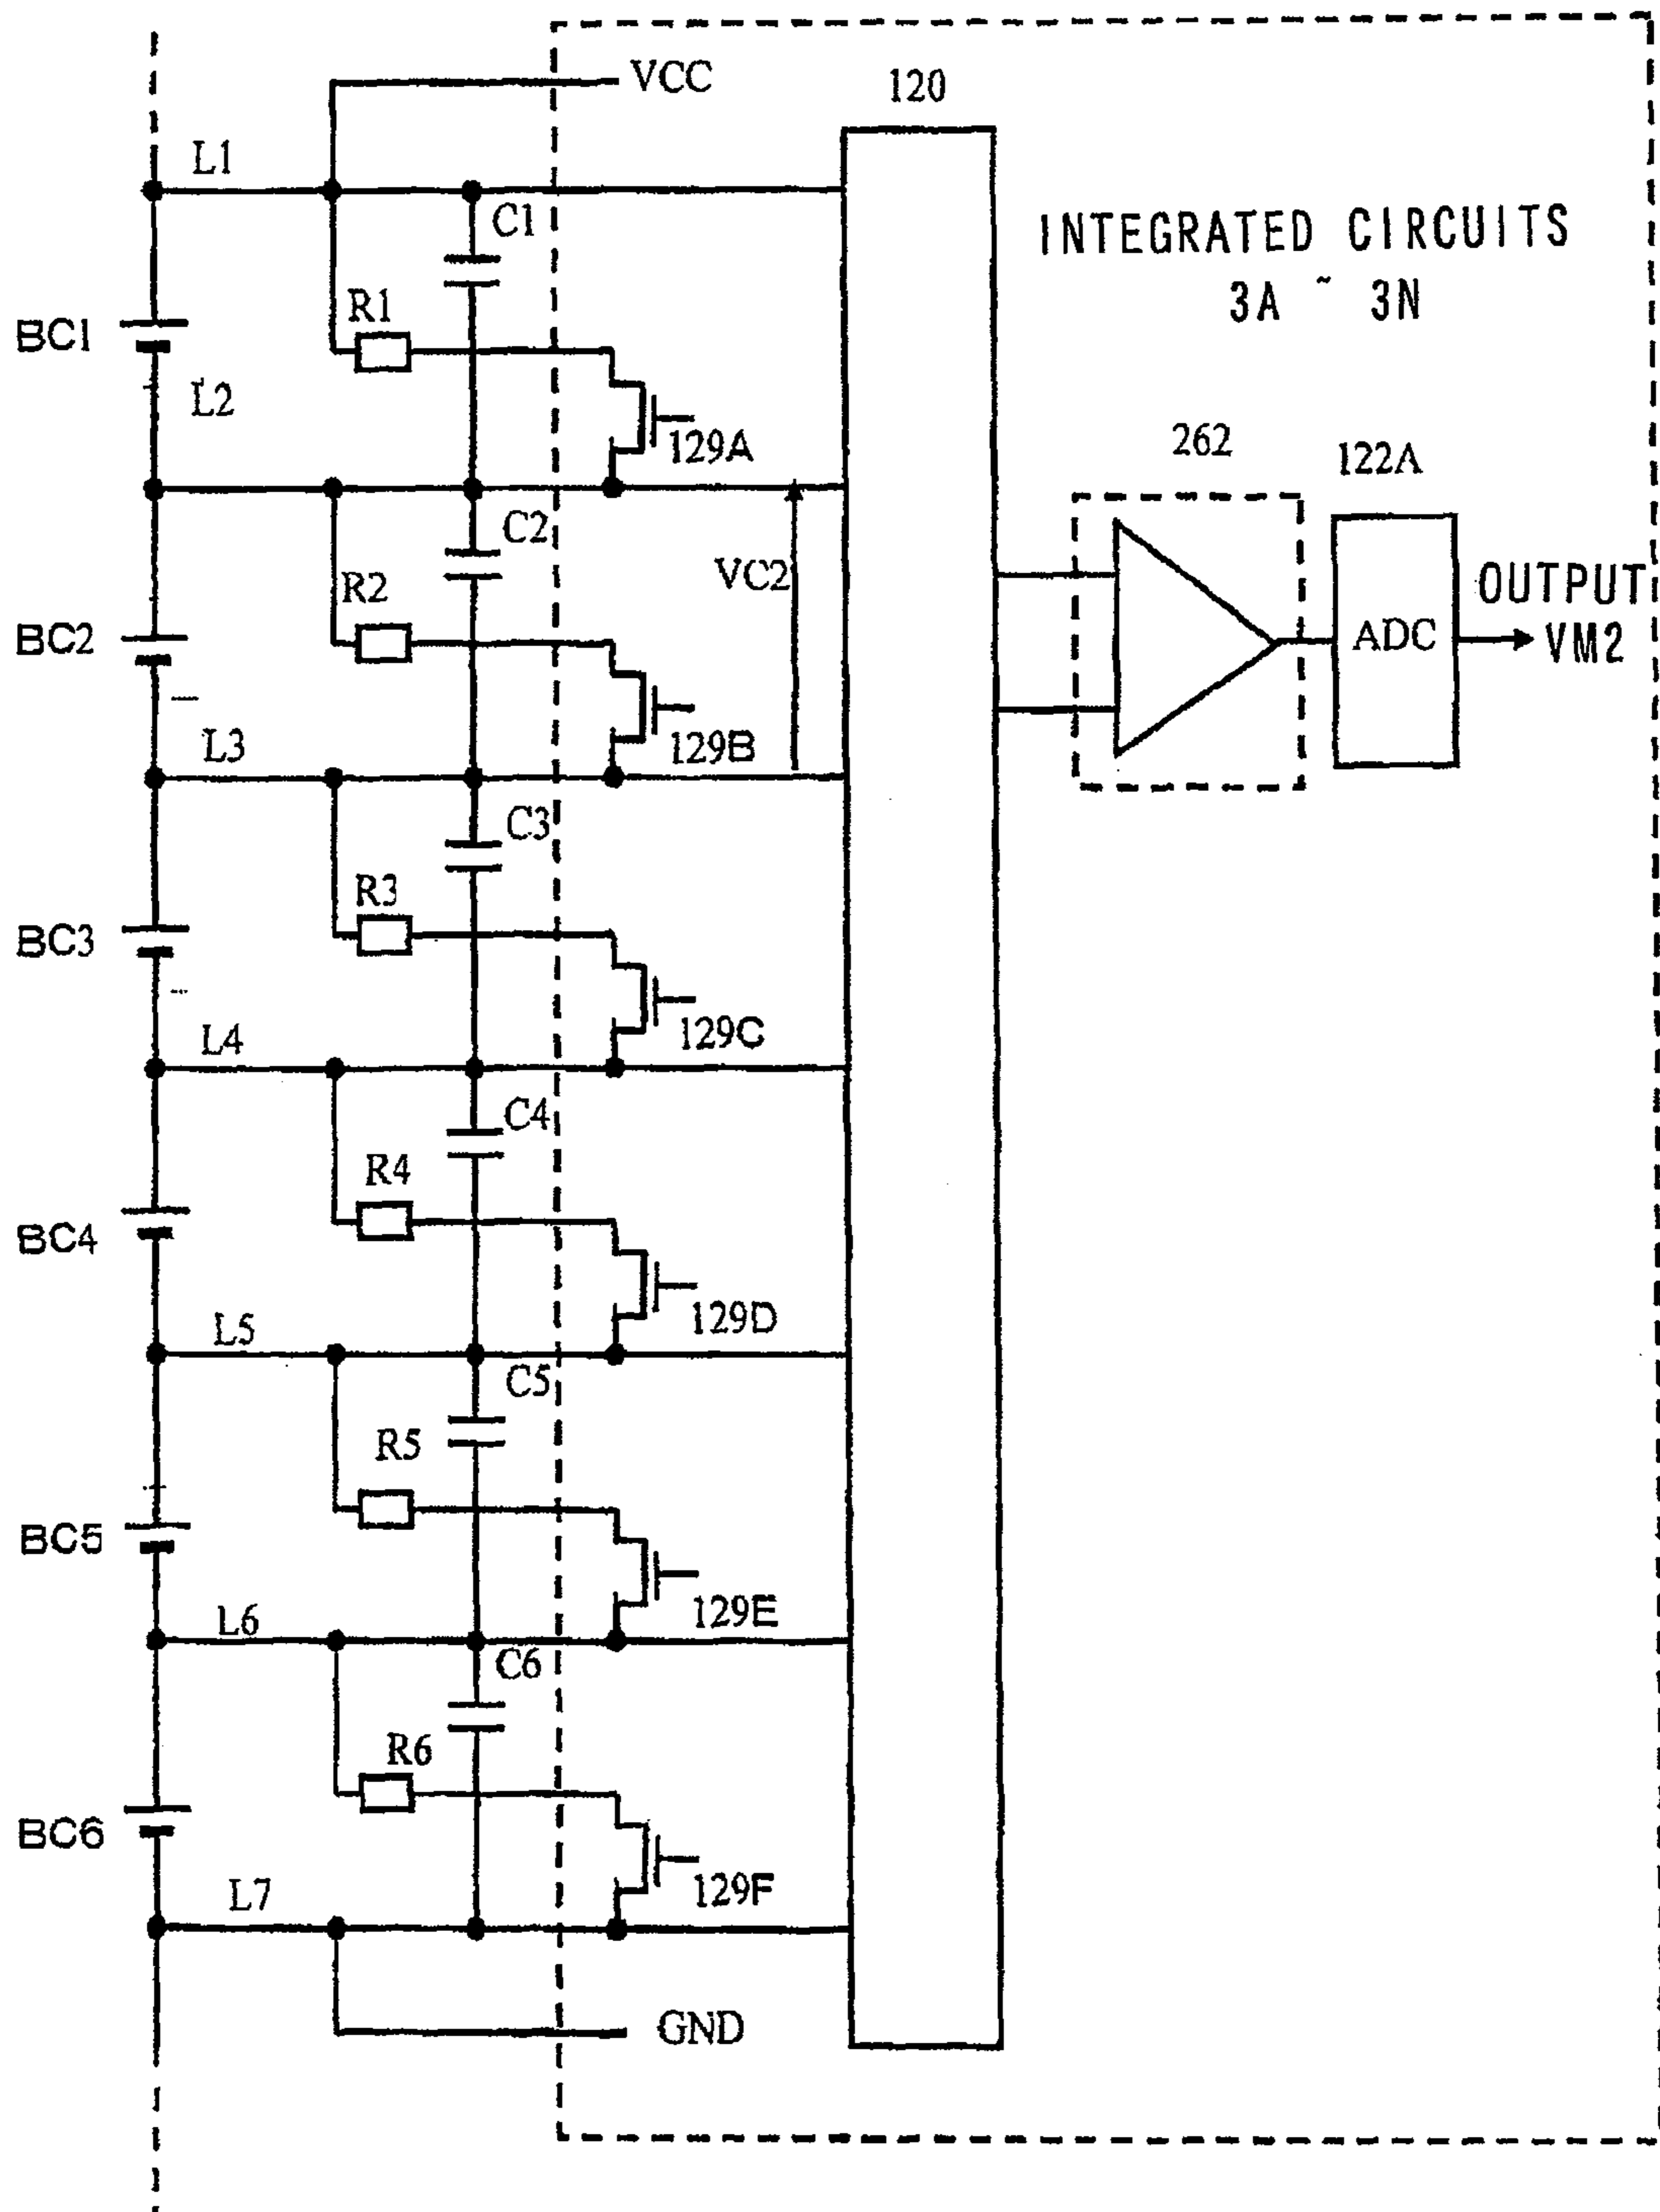 VCC
120
L1
C1
INTEGRATED CIRCUITS
3A ~ 3N
R1
BC1
L2
129A
262
122A
C2
VC2
R2
OUTPUT
VM2
ADC
BC2
129B
L3
C3
R3
BC3
129C
L4
C4
R4
BC4
129D
L5
C5
R5
BC5
129E
L6
C6
R6
BC6
129F
L7
GND